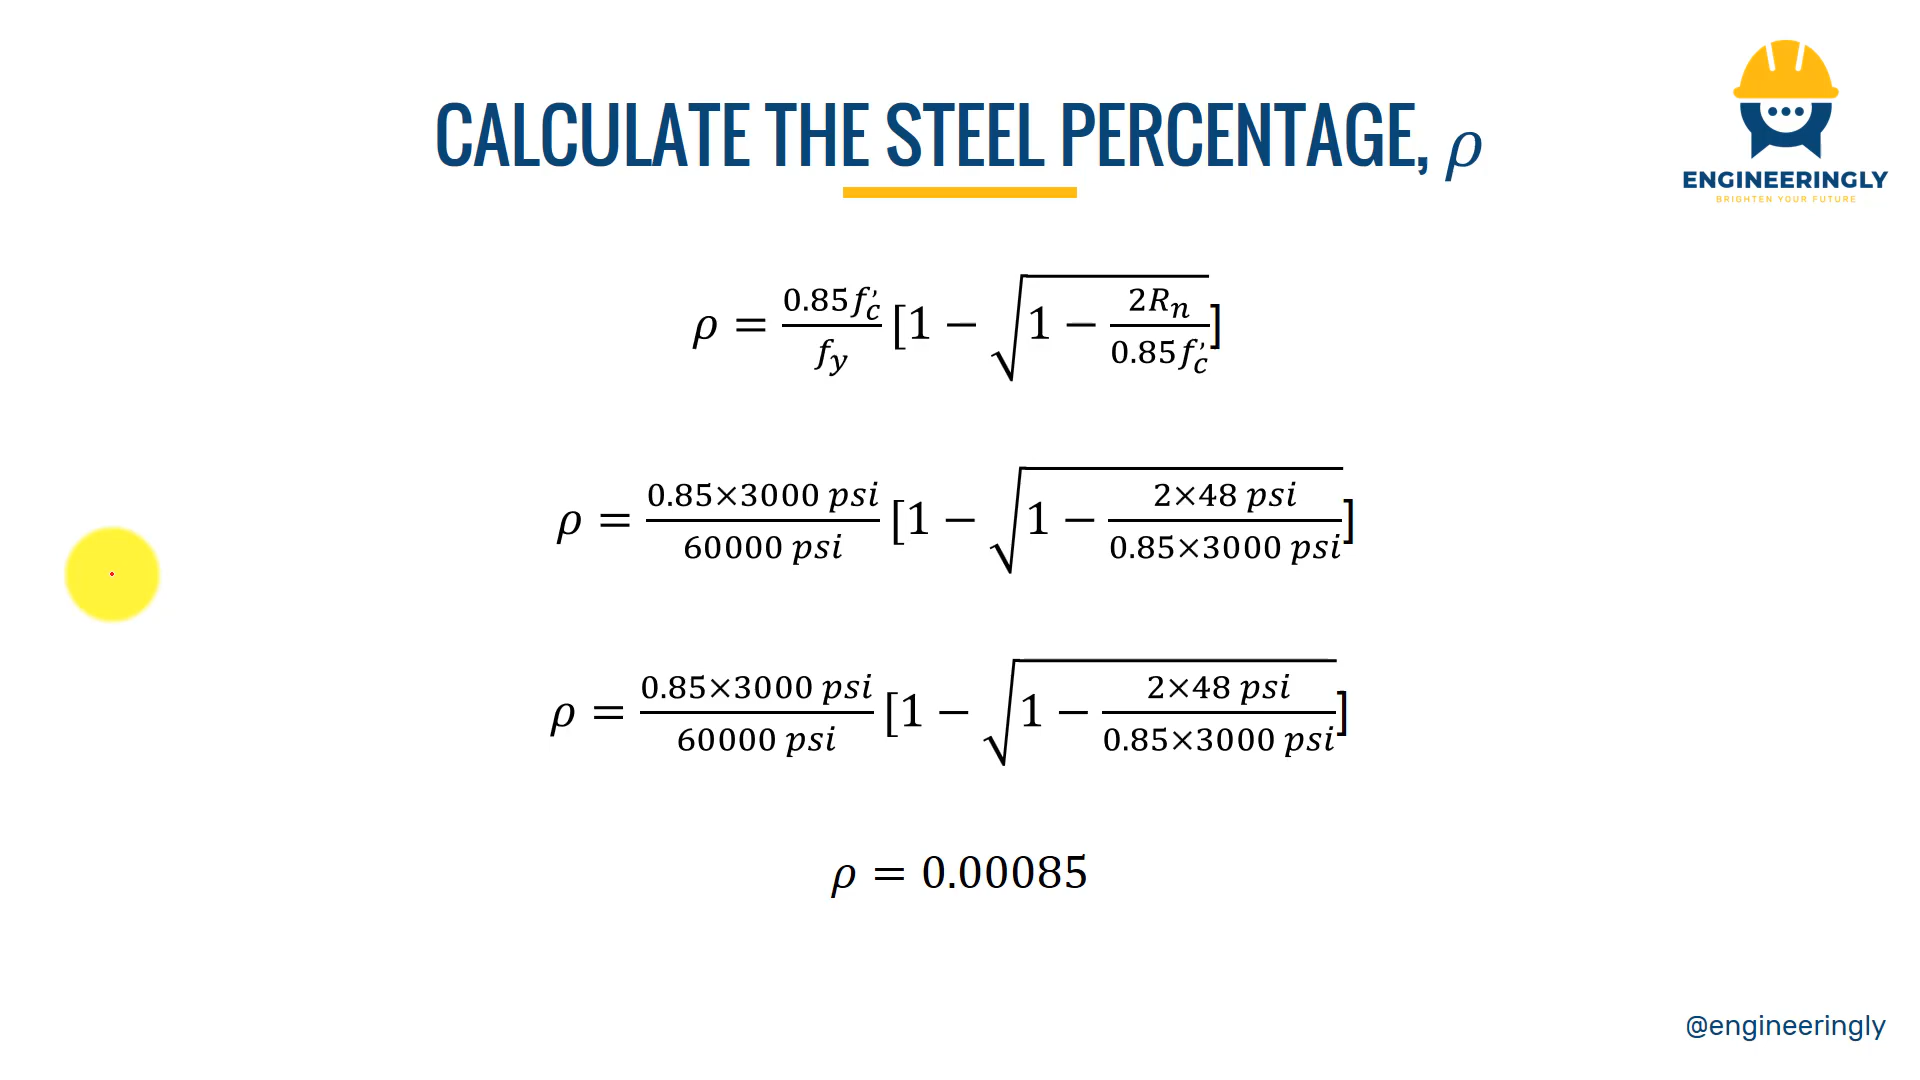 CALCULATE THE STEEL PERCENTAGE, ρ
ENGINEERINGLY
BRIGHTEN YOUR FUTURE
ρ = 0.85f'c / fy [1 − √(1 − 2Rn / 0.85f'c)]
ρ = 0.85×3000 psi / 60000 psi [1 − √(1 − 2×48 psi / 0.85×3000 psi)]
ρ = 0.85×3000 psi / 60000 psi [1 − √(1 − 2×48 psi / 0.85×3000 psi)]
ρ = 0.00085
@engineeringly